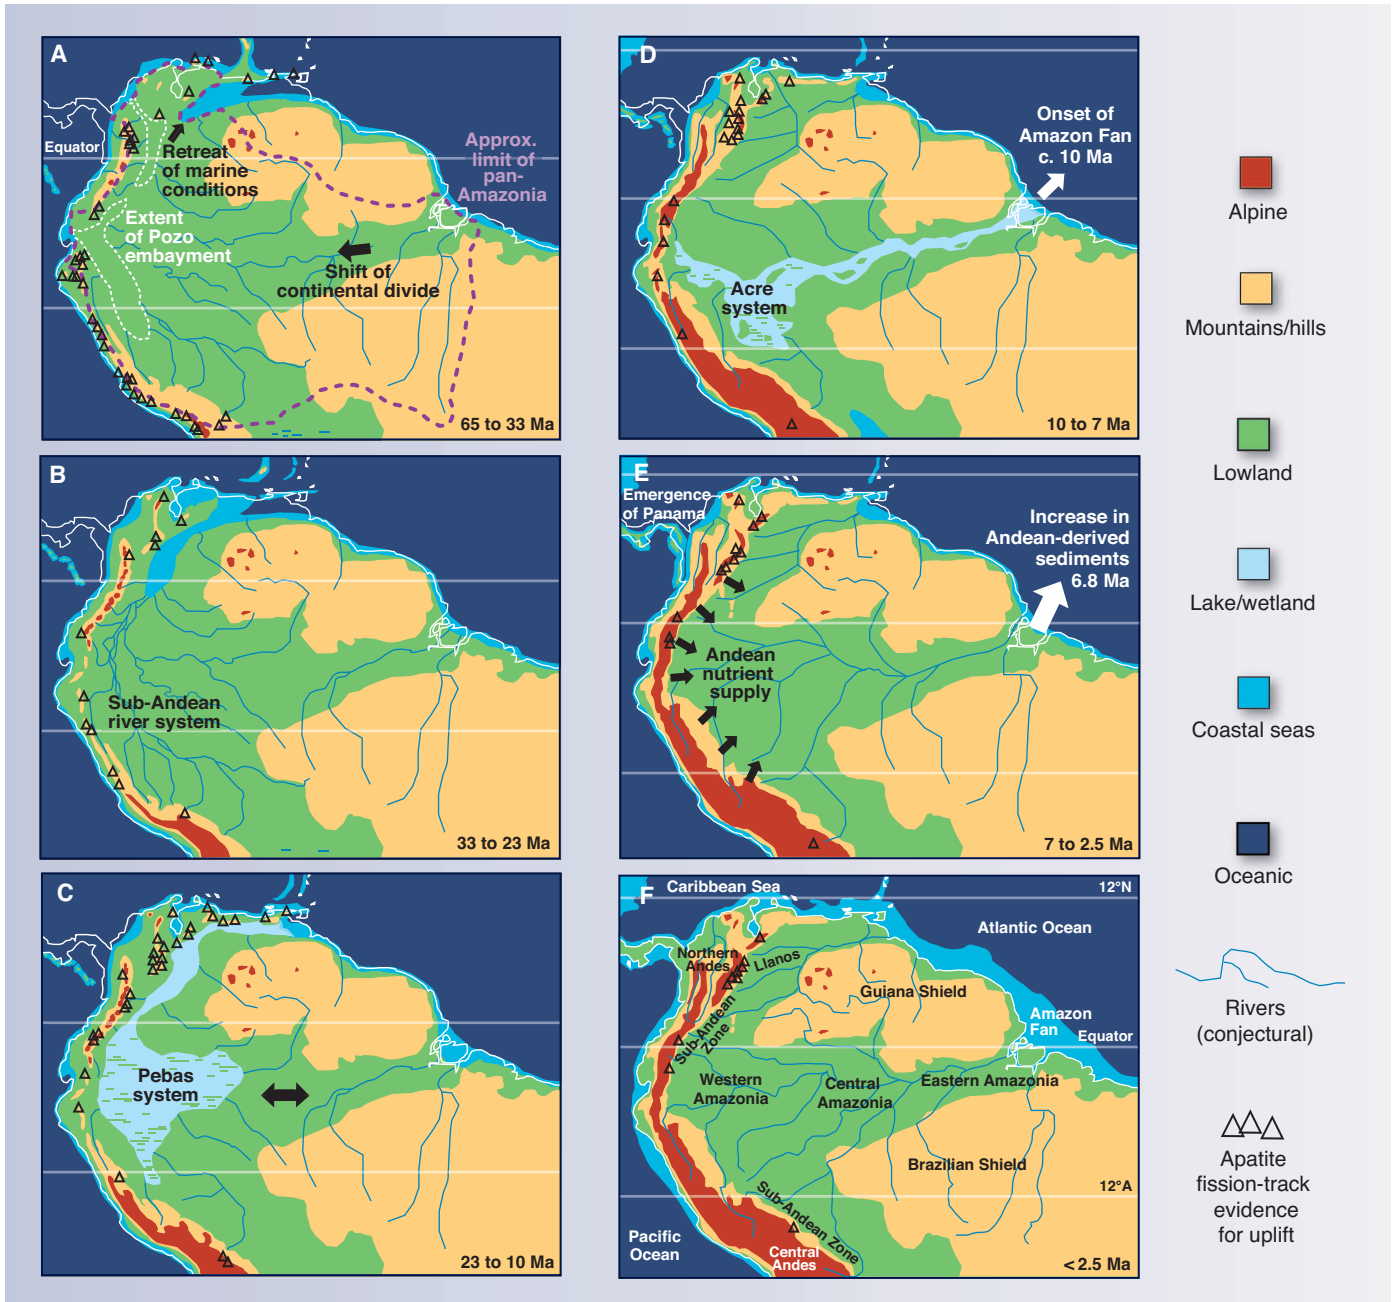 A
Equator
Retreat
of marine
conditions
Approx.
limit of
pan-
Amazonia
Extent
of Pozo
embayment
Shift of
continental divide
65 to 33 Ma
B
Sub-Andean
river system
33 to 23 Ma
C
Pebas
system
23 to 10 Ma
D
Onset of
Amazon Fan
c. 10 Ma
Acre
system
10 to 7 Ma
E
Emergence
of Panama
Increase in
Andean-derived
sediments
6.8 Ma
Andean
nutrient
supply
7 to 2.5 Ma
F
Caribbean Sea
12°N
Atlantic Ocean
Northern
Andes
Llanos
Guiana Shield
Sub-Andean
Zone
Amazon
Fan
Equator
Western
Amazonia
Central
Amazonia
Eastern Amazonia
Brazilian Shield
12°A
Sub-Andean Zone
Pacific
Ocean
Central
Andes
<2.5 Ma
Alpine
Mountains/hills
Lowland
Lake/wetland
Coastal seas
Oceanic
Rivers
(conjectural)
Apatite
fission-track
evidence
for uplift